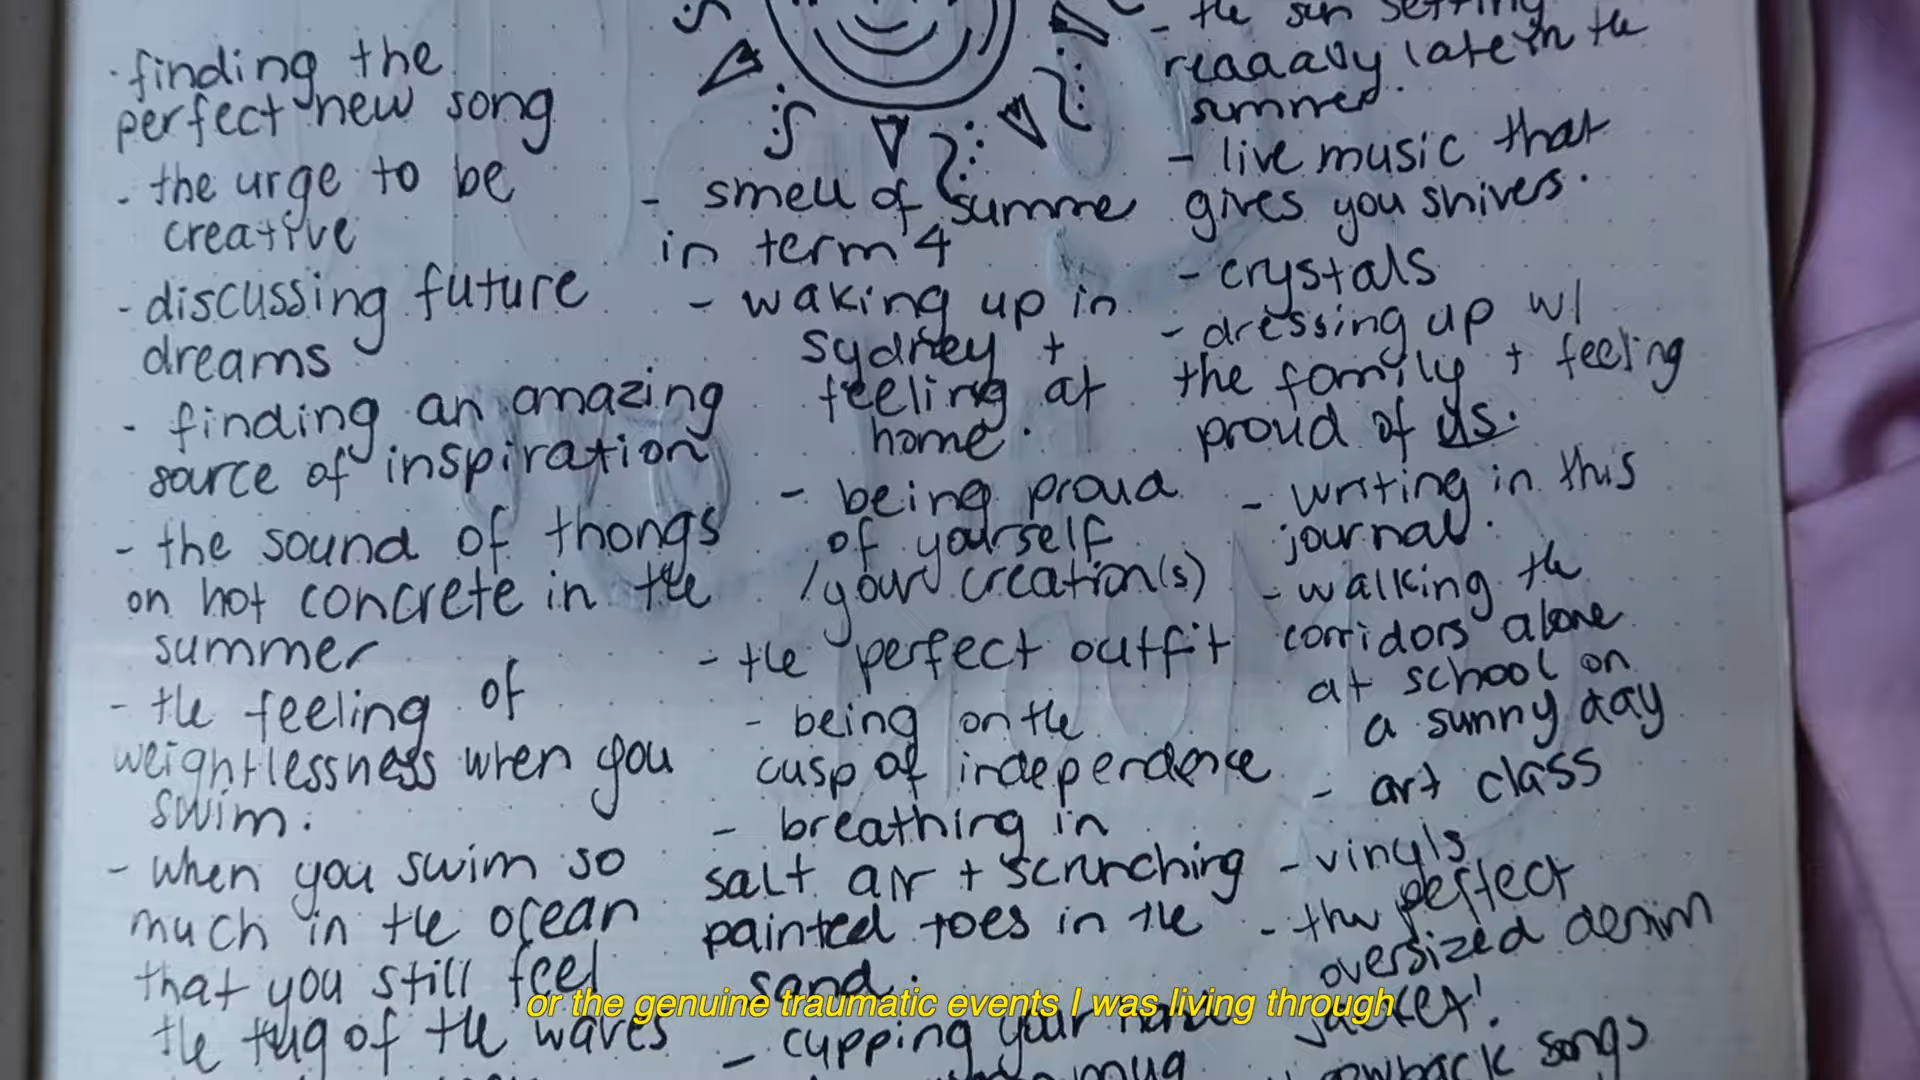 · finding the
perfect new song
- the urge to be
creative
- discussing future
dreams
- finding an amazing
source of inspiration
- the sound of thongs
on hot concrete in the
summer
- the feeling of
weightlessness when you
swim.
- when you swim so
much in the ocean
that you still feel
the tug of the waves
- smell of summe
in term 4
- waking up in
sydney +
feeling at
home.
- being proud
of yourself
/your creation(s)
- the perfect outfit
- being on the
cusp of independence
- breathing in
salt air + scrunching
painted toes in the
sand.
- cupping your
mug
- the sun setting
reaaally late in the
summer.
- live music that
gives you shivers.
- crystals
- dressing up w/
the family + feeling
proud of us.
- writing in this
journal.
- walking the
corridors alone
at school on
a sunny day
- art class
- vinyls
- the perfect
oversized denim
jacket!
songs
or the genuine traumatic events I was living through